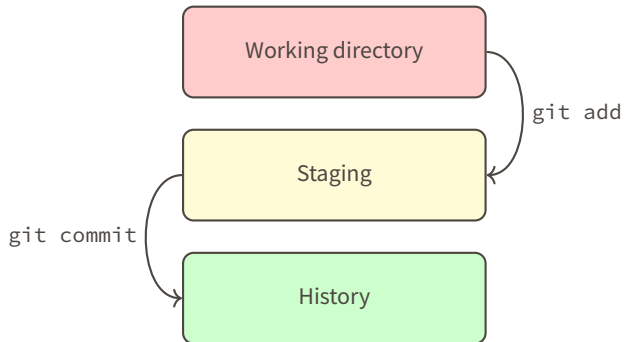 Working directory
git add
Staging
git commit
History